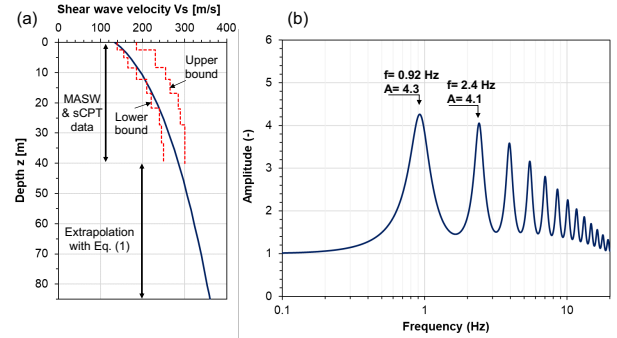 (a)
Shear wave velocity Vs [m/s]
0 100 200 300 400
0
10
20
30
40
50
60
70
80
Depth z [m]
Upper
bound
MASW
& sCPT
data
Lower
bound
Extrapolation
with Eq. (1)
(b)
6
5
4
3
2
1
0
Amplitude (-)
f= 0.92 Hz
A= 4.3
f= 2.4 Hz
A= 4.1
0.1 1 10
Frequency (Hz)